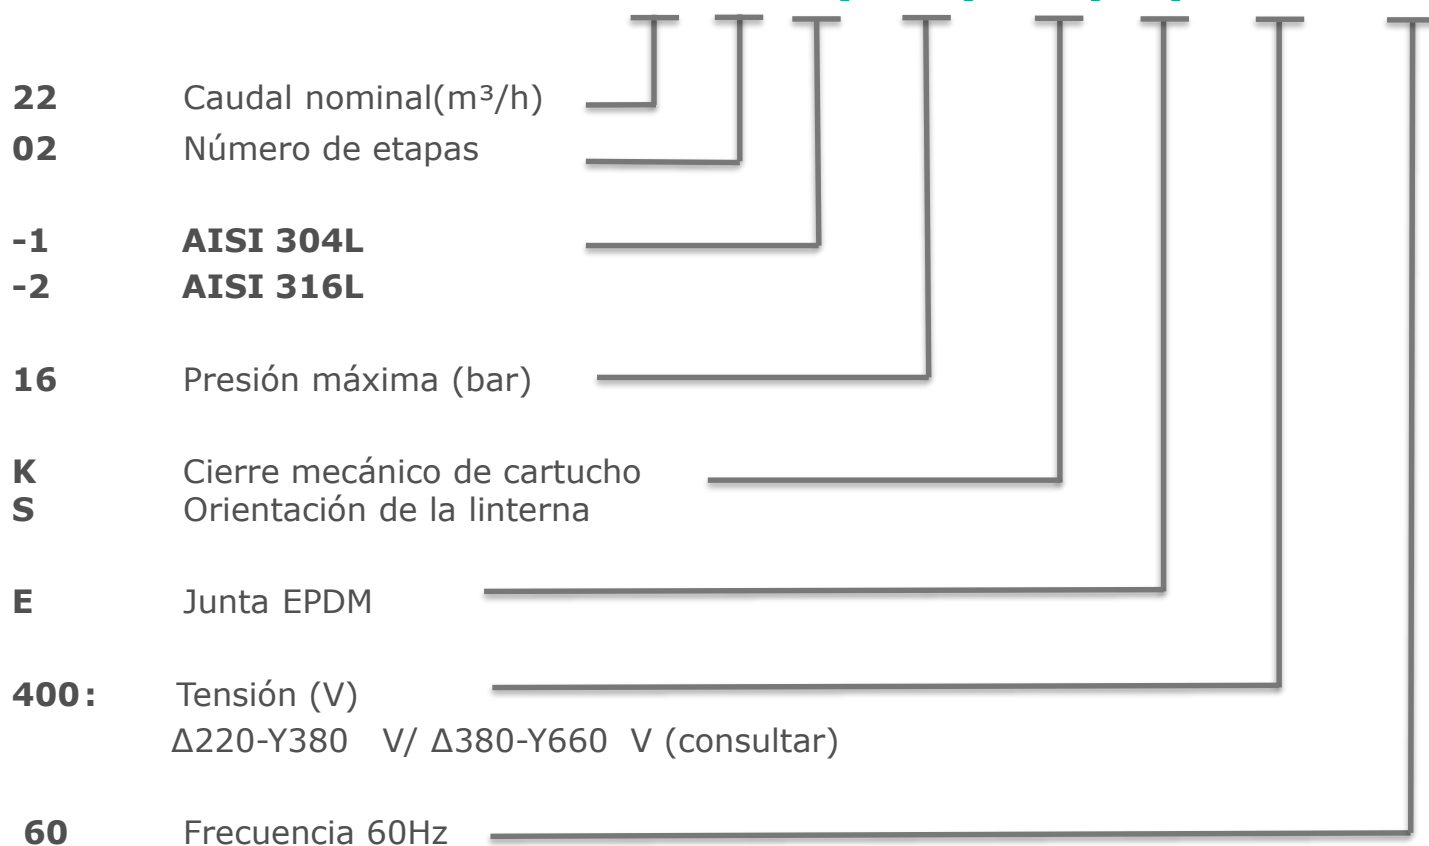 22 Caudal nominal(m³/h)
02 Número de etapas
-1 AISI 304L
-2 AISI 316L
16 Presión máxima (bar)
K Cierre mecánico de cartucho
S Orientación de la linterna
E Junta EPDM
400: Tensión (V)
Δ220-Y380 V/ Δ380-Y660 V (consultar)
60 Frecuencia 60Hz